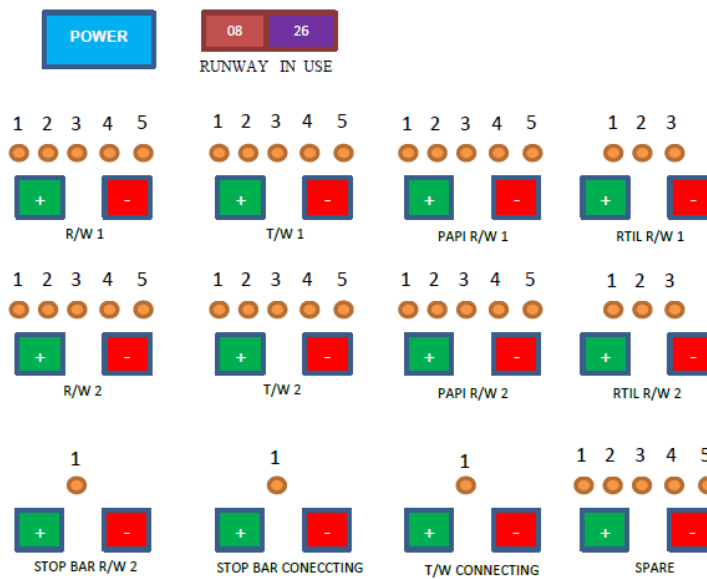 POWER
08 26
RUNWAY IN USE
1 2 3 4 5 1 2 3 4 5 1 2 3 4 5 1 2 3
+ - + - + - + -
R/W 1 T/W 1 PAPI R/W 1 RTIL R/W 1
1 2 3 4 5 1 2 3 4 5 1 2 3 4 5 1 2 3
+ - + - + - + -
R/W 2 T/W 2 PAPI R/W 2 RTIL R/W 2
1 1 1 1 2 3 4 5
+ - + - + - + -
STOP BAR R/W 2 STOP BAR CONECCTING T/W CONNECTING SPARE